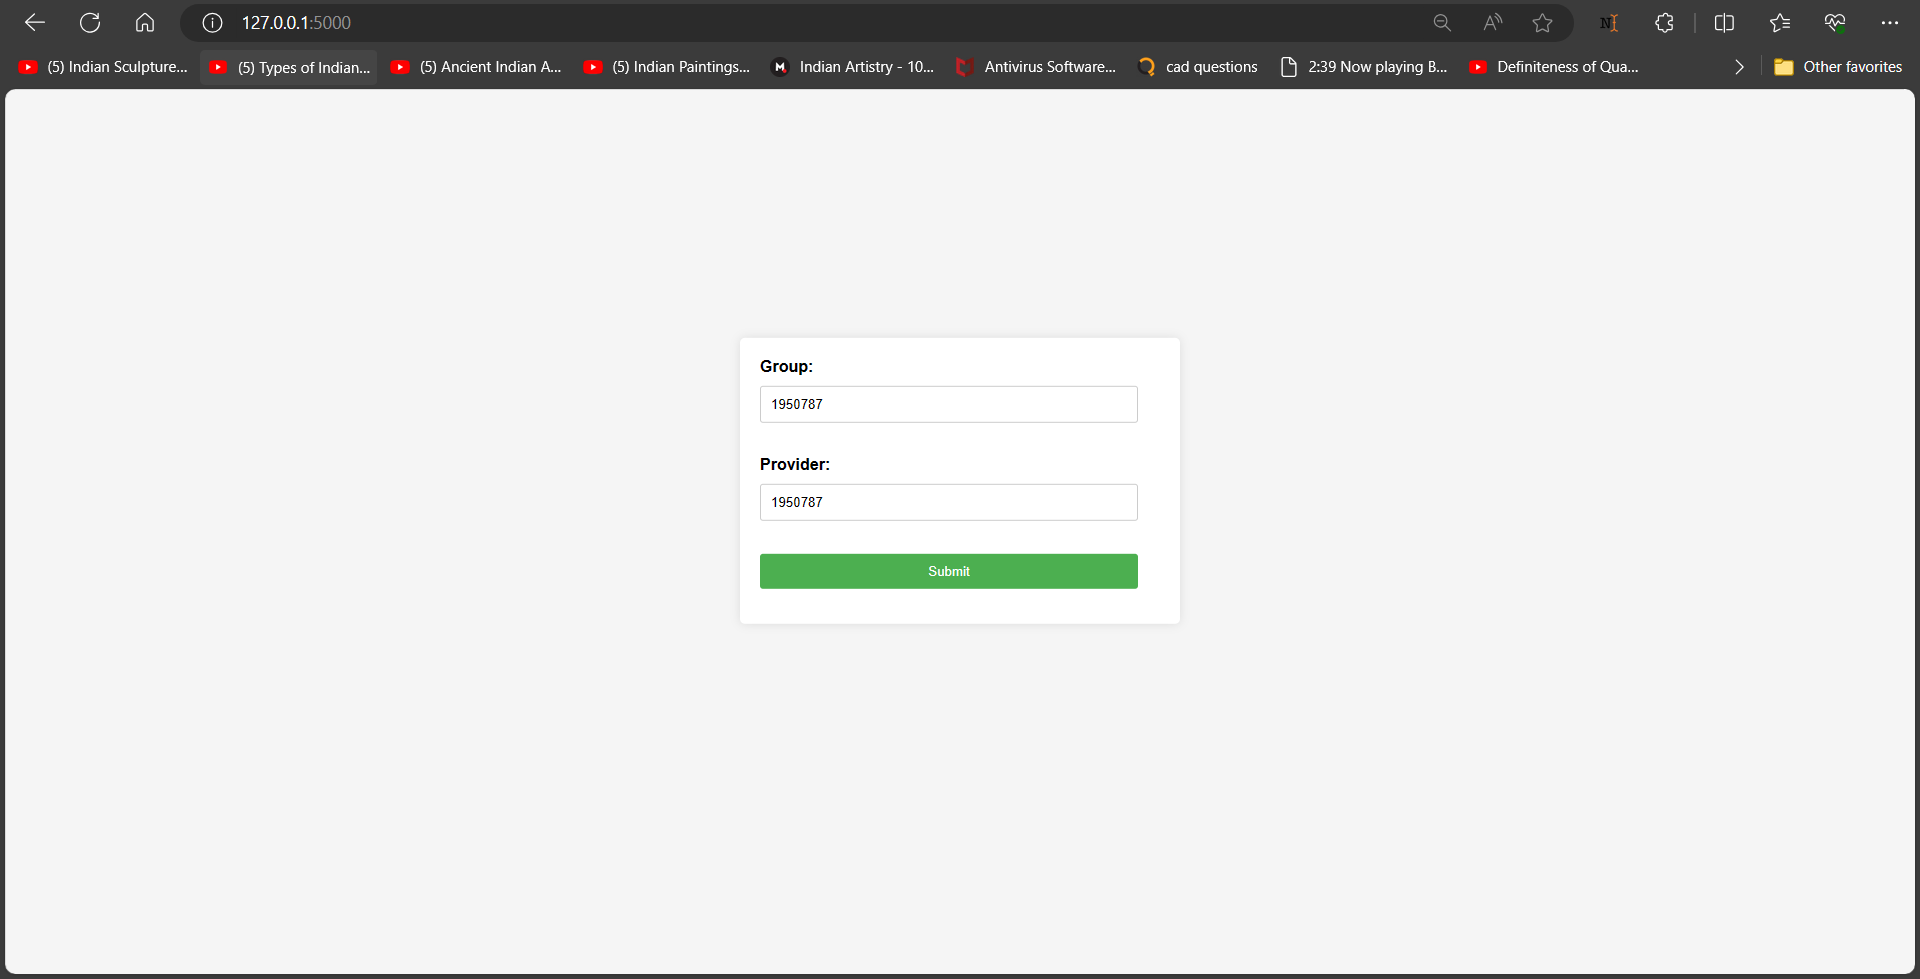 127.0.0.1:5000
(5) Indian Sculpture...
(5) Types of Indian...
(5) Ancient Indian A...
(5) Indian Paintings...
Indian Artistry - 10...
Antivirus Software...
cad questions
2:39 Now playing B...
Definiteness of Qua...
Other favorites
Group:
1950787
Provider:
1950787
Submit